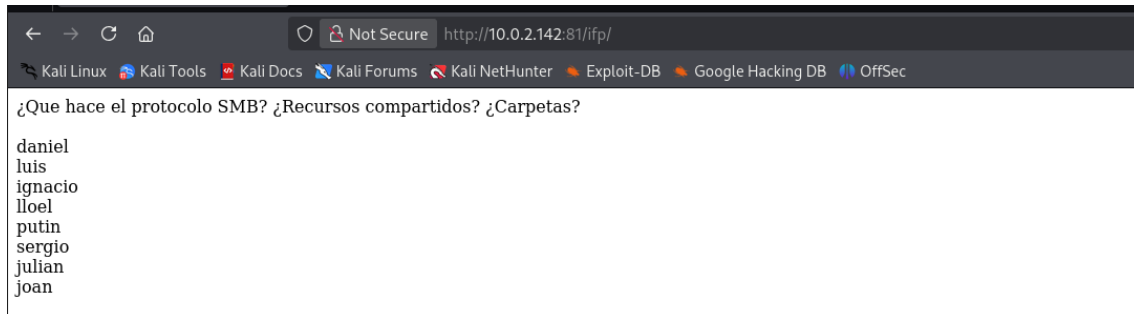 Not Secure http://10.0.2.142:81/ifp/
Kali Linux Kali Tools Kali Docs Kali Forums Kali NetHunter Exploit-DB Google Hacking DB OffSec
¿Que hace el protocolo SMB? ¿Recursos compartidos? ¿Carpetas?
daniel
luis
ignacio
lloel
putin
sergio
julian
joan